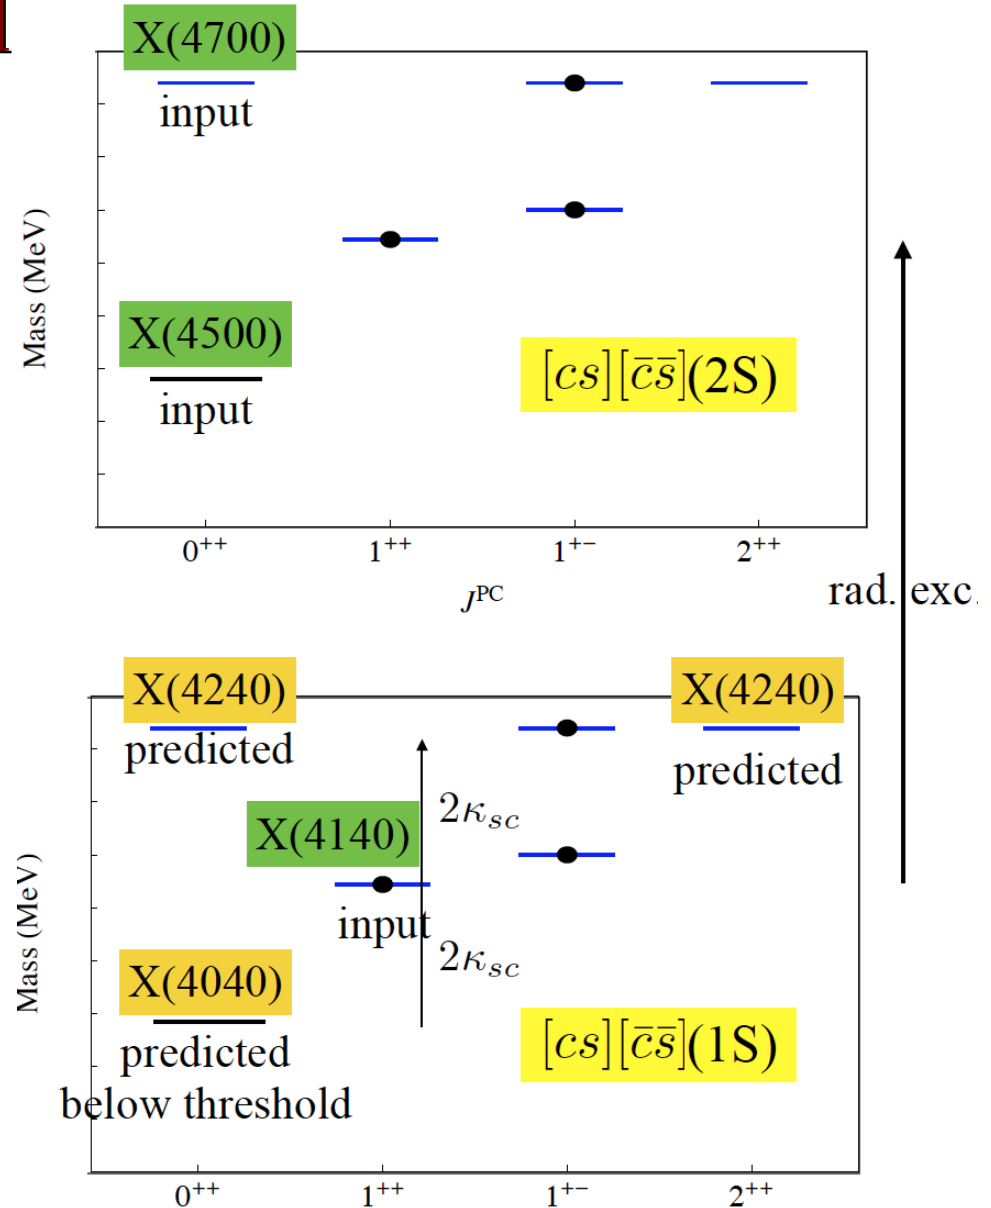 X(4700)
input
X(4500)
input
[cs][c̄s̄](2S)
Mass (MeV)
0⁺⁺ 1⁺⁺ 1⁺⁻ 2⁺⁺
Jᴾᶜ
rad. exc.
X(4240) X(4240)
predicted predicted
2κ_sc
X(4140)
input
2κ_sc
X(4040)
predicted
below threshold
[cs][c̄s̄](1S)
Mass (MeV)
0⁺⁺ 1⁺⁺ 1⁺⁻ 2⁺⁺